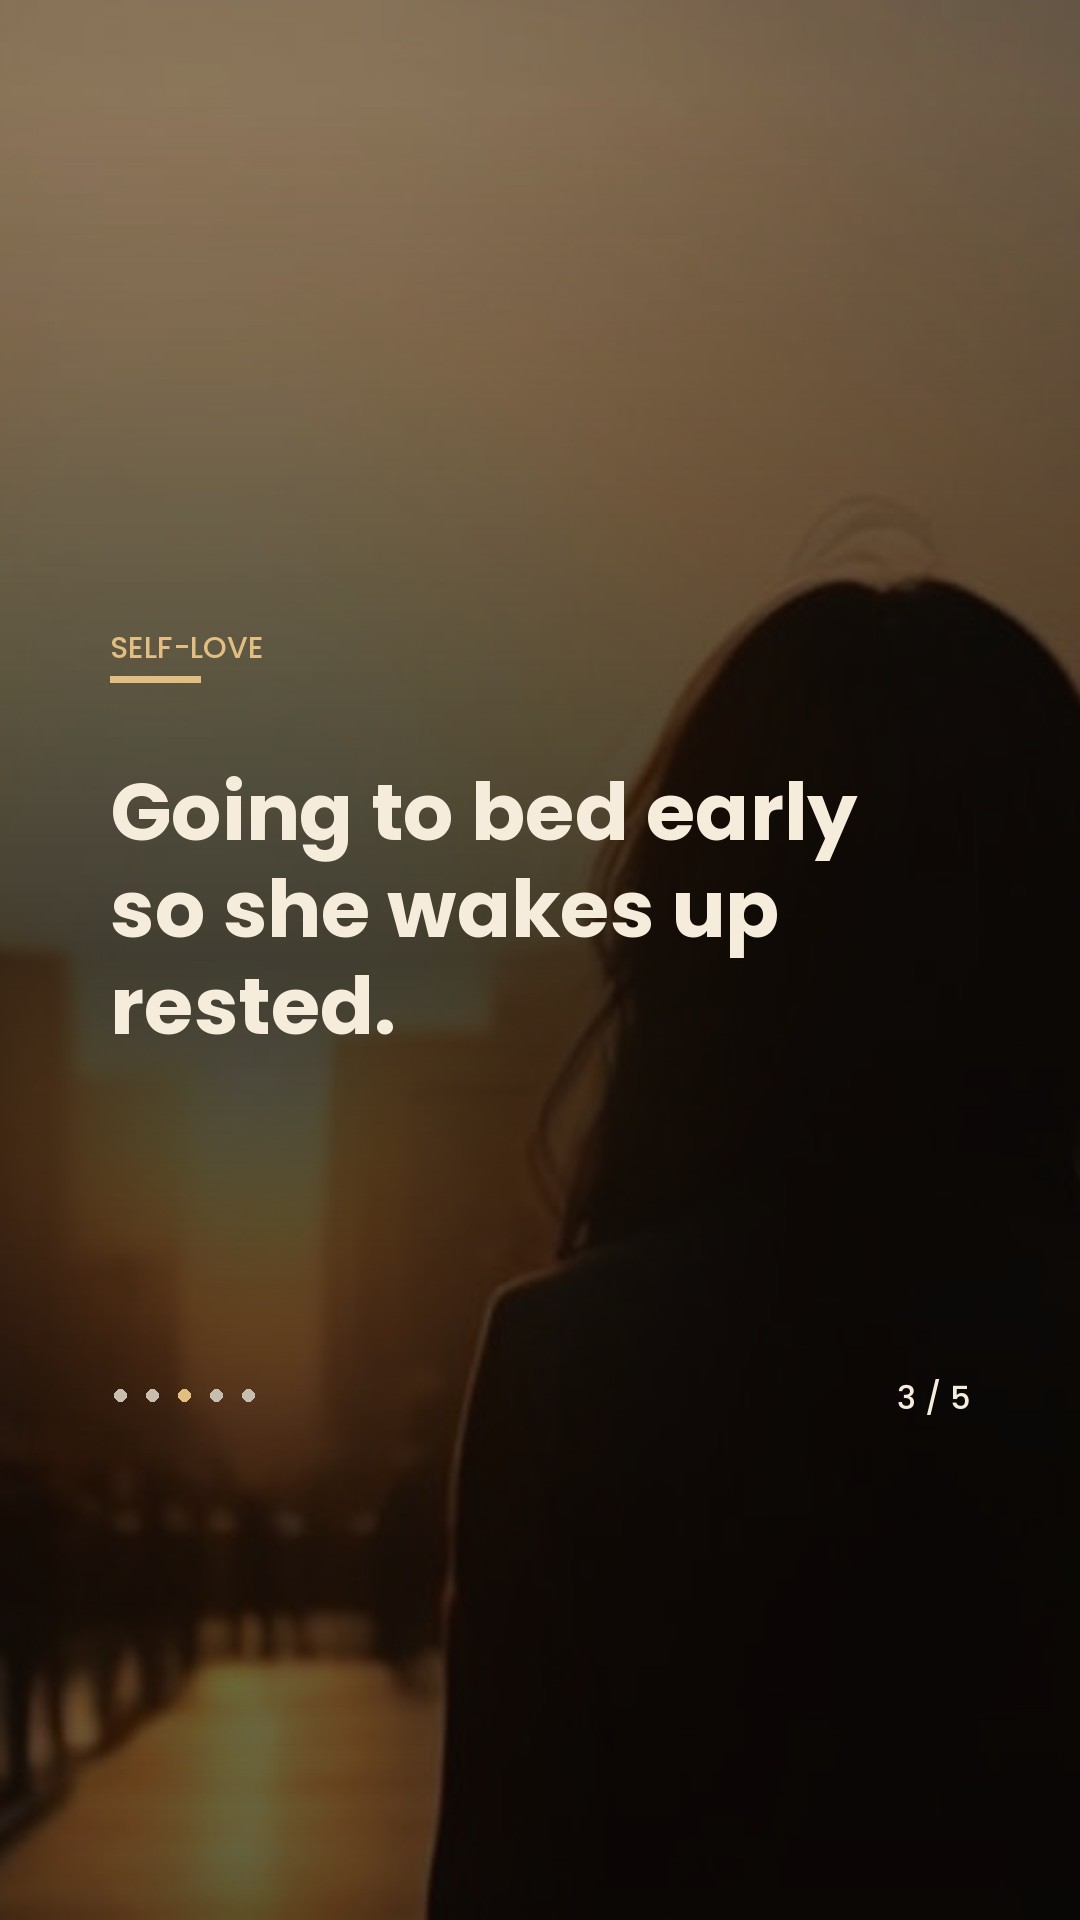 SELF-LOVE
Going to bed early
so she wakes up
rested.
3 / 5